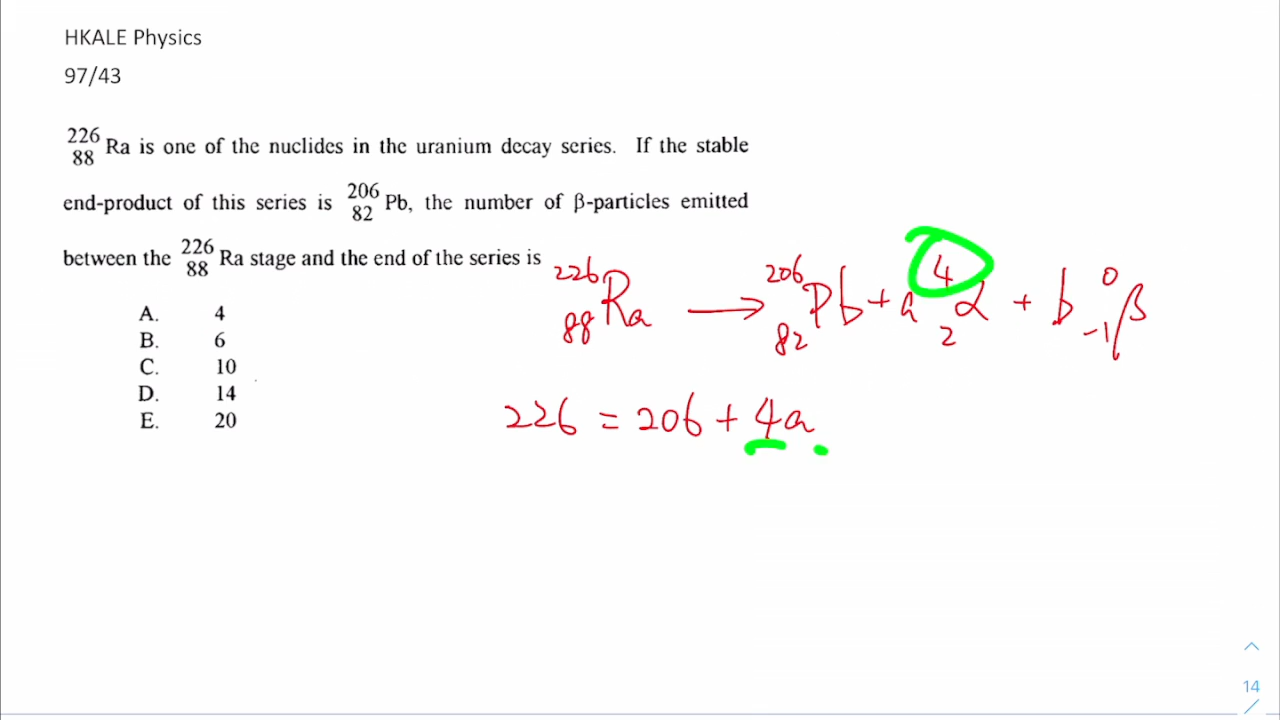 HKALE Physics
97/43
²²⁶₈₈Ra is one of the nuclides in the uranium decay series. If the stable
end-product of this series is ²⁰⁶₈₂Pb, the number of β-particles emitted
between the ²²⁶₈₈Ra stage and the end of the series is
²²⁶₈₈Ra → ²⁰⁶₈₂Pb + a ⁴₂α + b ⁰₋₁β
A. 4
B. 6
C. 10
D. 14
E. 20
226 = 206 + 4a
14